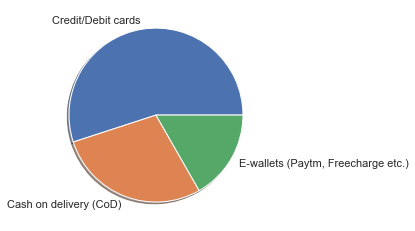 Credit/Debit cards
E-wallets (Paytm, Freecharge etc.)
Cash on delivery (CoD)